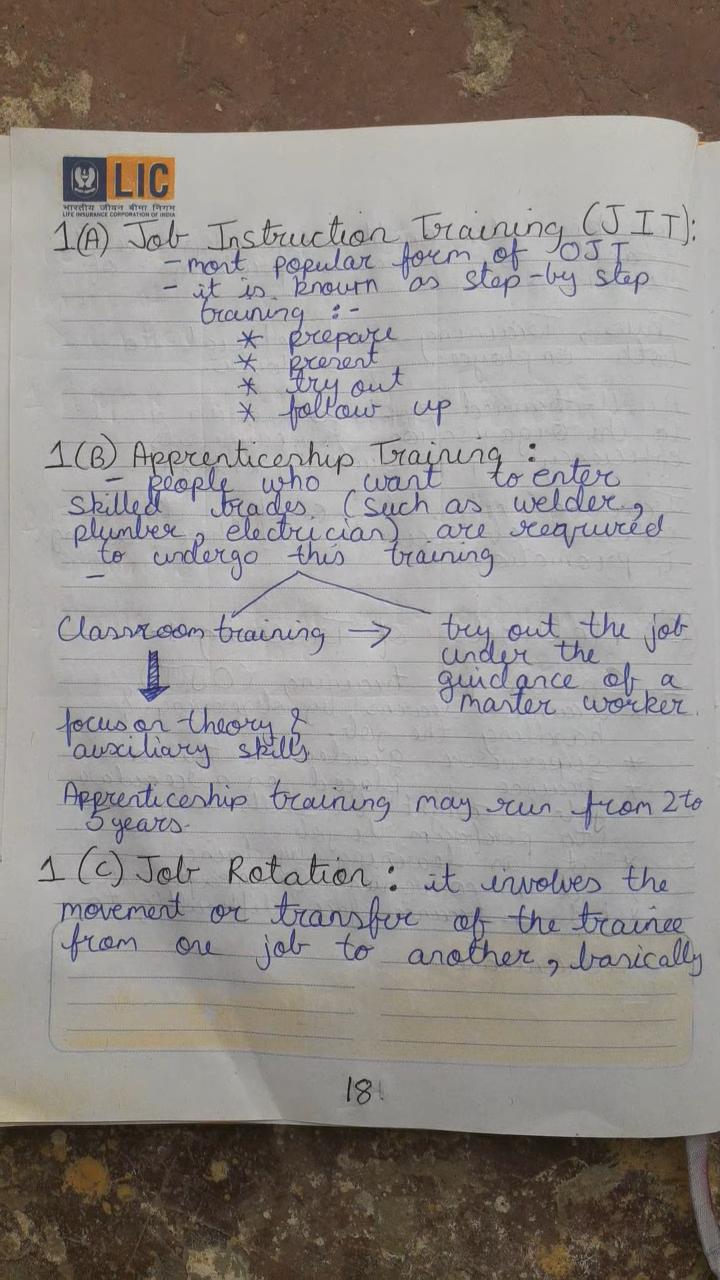 LIC
भारतीय जीवन बीमा निगम
LIFE INSURANCE CORPORATION OF INDIA
1(A) Job Instruction Training (JIT):
- most popular form of OJT
- it is known as step-by step
training :-
* prepare
* present
* try out
* follow up
1(B) Apprenticeship Training :
- people who want to enter
skilled trades (such as welder,
plumber, electrician) are required
to undergo this training
-
Classroom training → try out the job
under the
guidance of a
master worker.
focus on theory &
auxiliary skills
Apprenticeship training may run from 2 to
5 years.
1 (C) Job Rotation : it involves the
movement or transfer of the trainee
from one job to another, basically
18